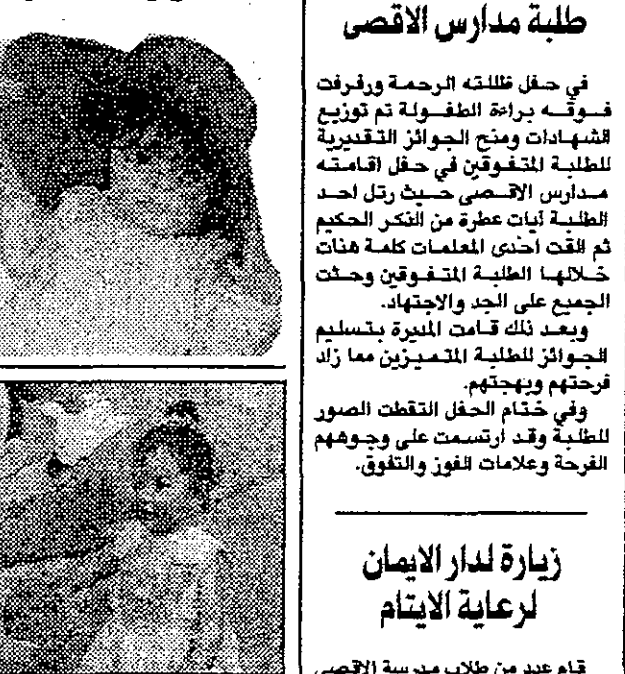 طلبة مدارس الاقصى
في حفل ظللته الرحمة ورفرفت
فوقه براءة الطفولة تم توزيع
الشهادات ومنح الجوائز التقديرية
للطلبة المتفوقين في حفل اقامته
مدارس الاقصى حيث رتل احد
الطلبة آيات عطرة من الذكر الحكيم
ثم القت احدى المعلمات كلمة هنأت
خلالها الطلبة المتفوقين وحثت
الجميع على الجد والاجتهاد.
وبعد ذلك قامت المديرة بتسليم
الجوائز للطلبة المتميزين مما زاد
فرحتهم وبهجتهم.
وفي ختام الحفل التقطت الصور
للطلبة وقد ارتسمت على وجوههم
الفرحة وعلامات الفوز والتفوق.
زيارة لدار الايمان
لرعاية الايتام
قام عدد من طلاب مدرسة الاقصى